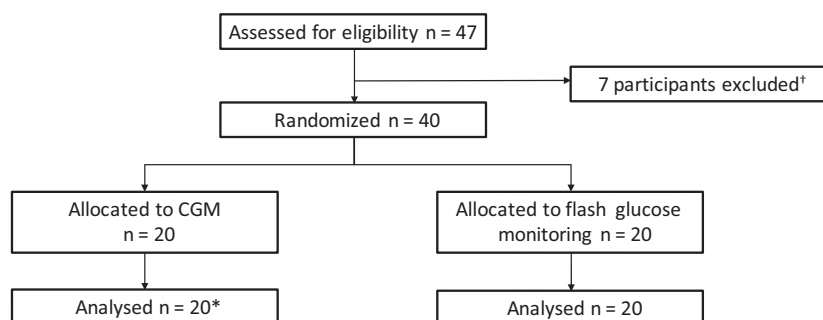 Assessed for eligibility n = 47
7 participants excluded†
Randomized n = 40
Allocated to CGM
n = 20
Allocated to flash glucose
monitoring n = 20
Analysed n = 20*
Analysed n = 20